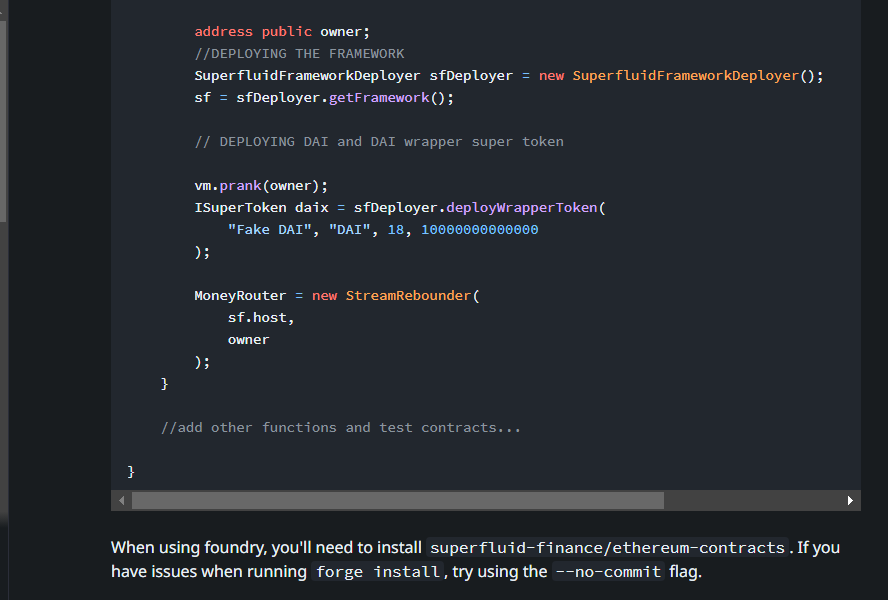 address public owner;
//DEPLOYING THE FRAMEWORK
SuperfluidFrameworkDeployer sfDeployer = new SuperfluidFrameworkDeployer();
sf = sfDeployer.getFramework();
// DEPLOYING DAI and DAI wrapper super token
vm.prank(owner);
ISuperToken daix = sfDeployer.deployWrapperToken(
"Fake DAI", "DAI", 18, 10000000000000
);
MoneyRouter = new StreamRebounder(
sf.host,
owner
);
}
//add other functions and test contracts...
}
When using foundry, you'll need to install superfluid-finance/ethereum-contracts. If you
have issues when running forge install, try using the --no-commit flag.